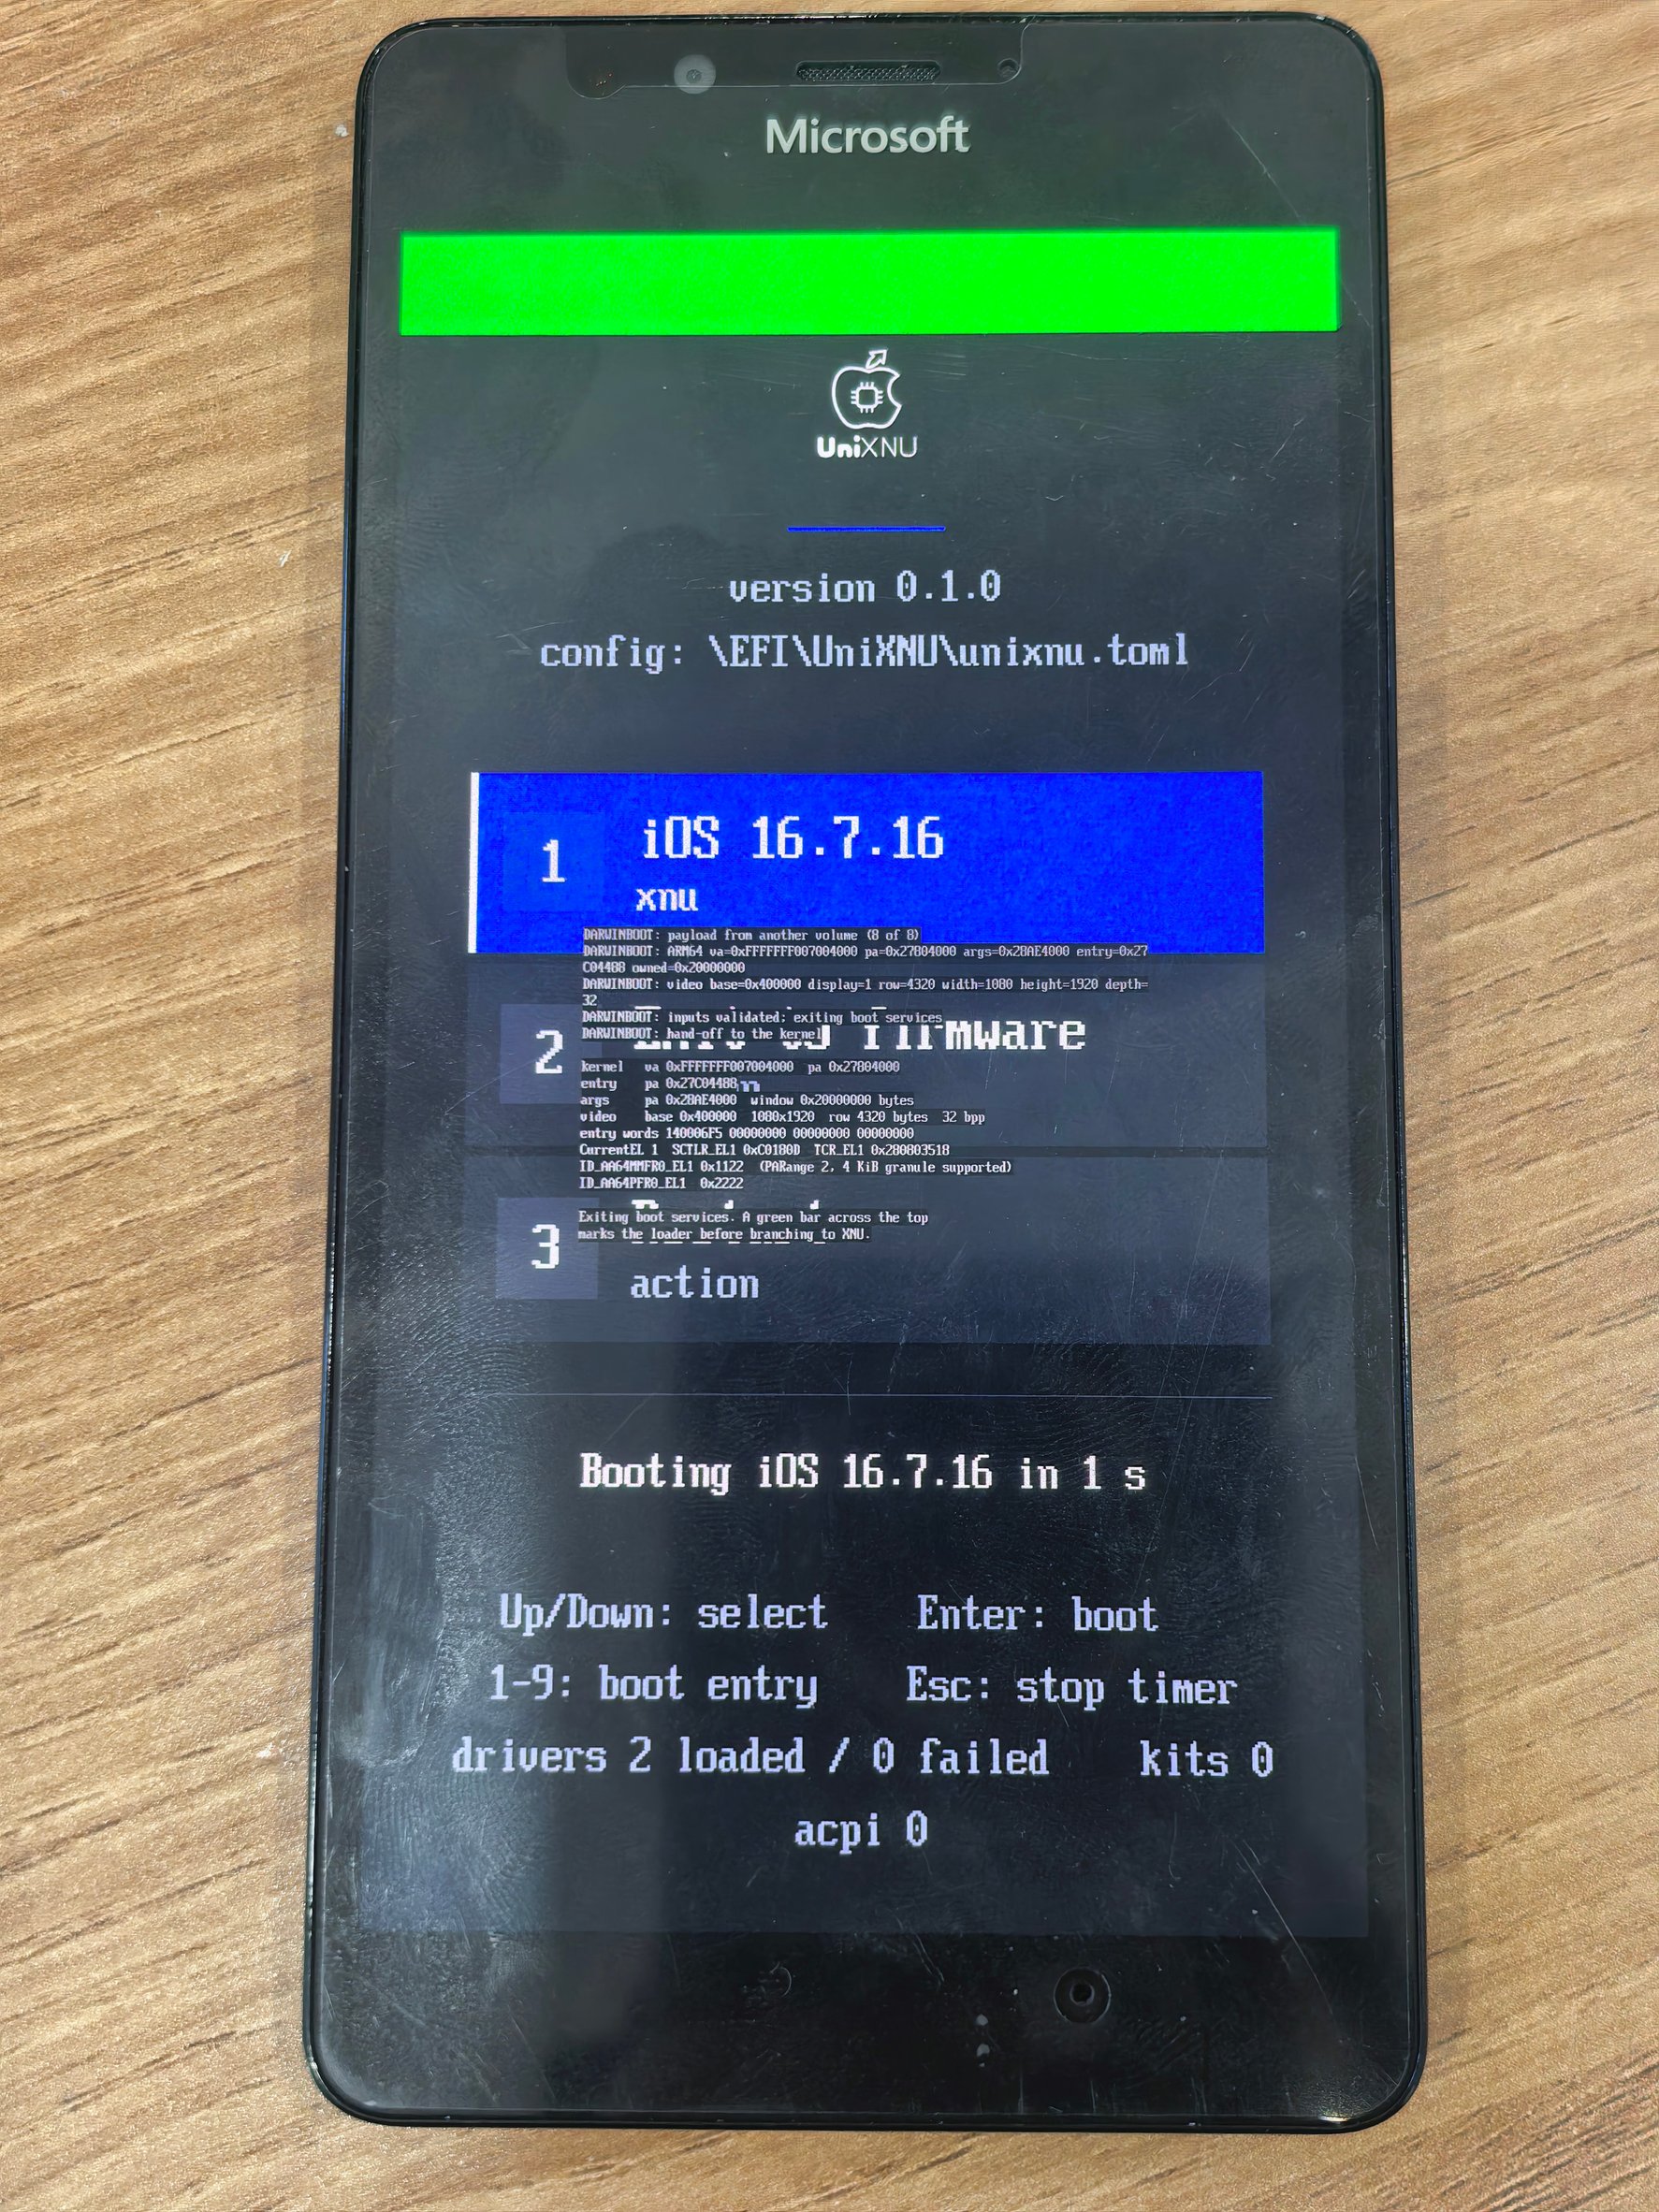 Microsoft
UniXNU
version 0.1.0
config: \EFI\UniXNU\unixnu.toml
1
iOS 16.7.16
xnu
DARWINBOOT: payload from another volume (8 of 8)
DARWINBOOT: ARM64 va=0xFFFFFFF007004000 pa=0x27804000 args=0x28AE4000 entry=0x27
C04488 owned=0x20000000
DARWINBOOT: video base=0x400000 display=1 row=4320 width=1080 height=1920 depth=
32
DARWINBOOT: inputs validated; exiting boot services
DARWINBOOT: hand-off to the kernel
2
Firmware
kernel va 0xFFFFFFF007004000 pa 0x27804000
entry pa 0x27C04488
args pa 0x28AE4000 window 0x20000000 bytes
video base 0x400000 1080x1920 row 4320 bytes 32 bpp
entry words 140006F5 00000000 00000000 00000000
CurrentEL 1 SCTLR_EL1 0xC0180D TCR_EL1 0x280803518
ID_AA64MMFR0_EL1 0x1122 (PARange 2, 4 KiB granule supported)
ID_AA64PFR0_EL1 0x2222
3
Exiting boot services. A green bar across the top
marks the loader before branching to XNU.
action
Booting iOS 16.7.16 in 1 s
Up/Down: select Enter: boot
1-9: boot entry Esc: stop timer
drivers 2 loaded / 0 failed kits 0
acpi 0